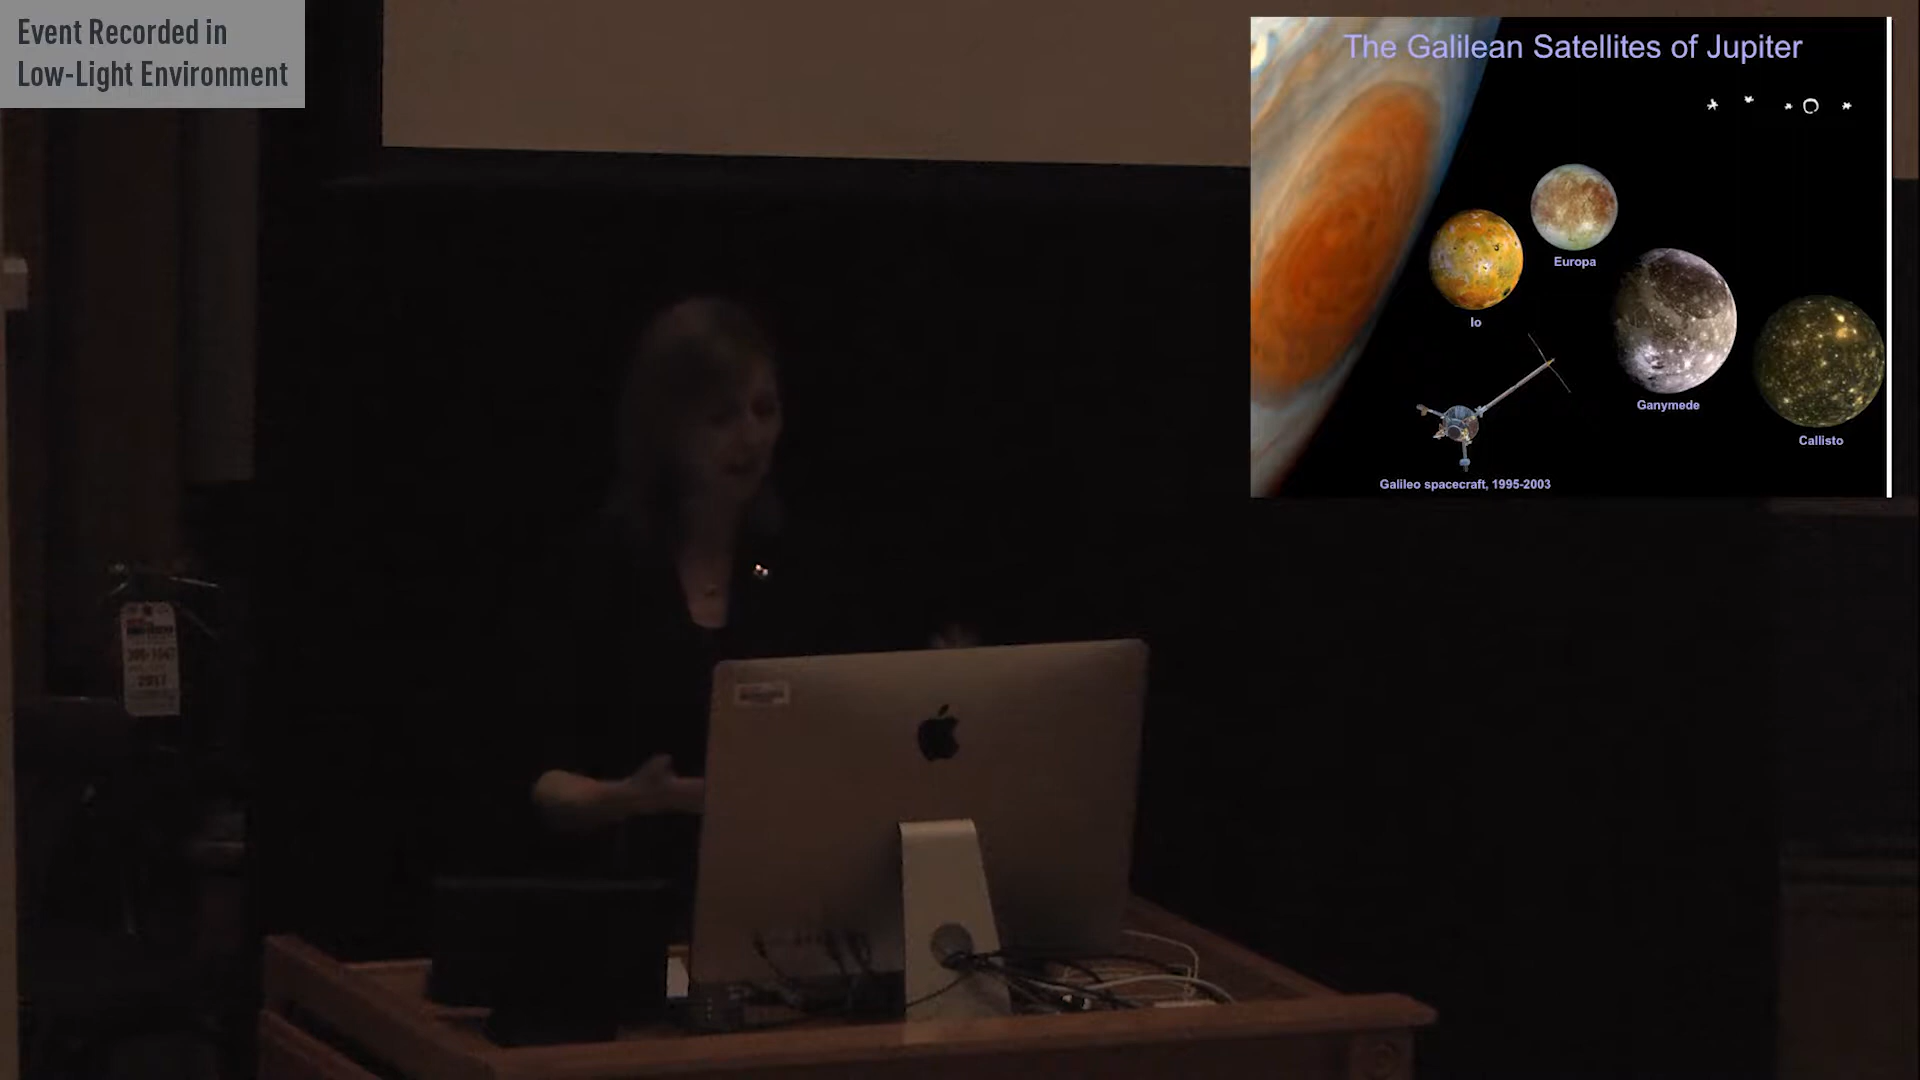 Event Recorded in
Low-Light Environment
The Galilean Satellites of Jupiter
Europa
Io
Ganymede
Callisto
Galileo spacecraft, 1995-2003